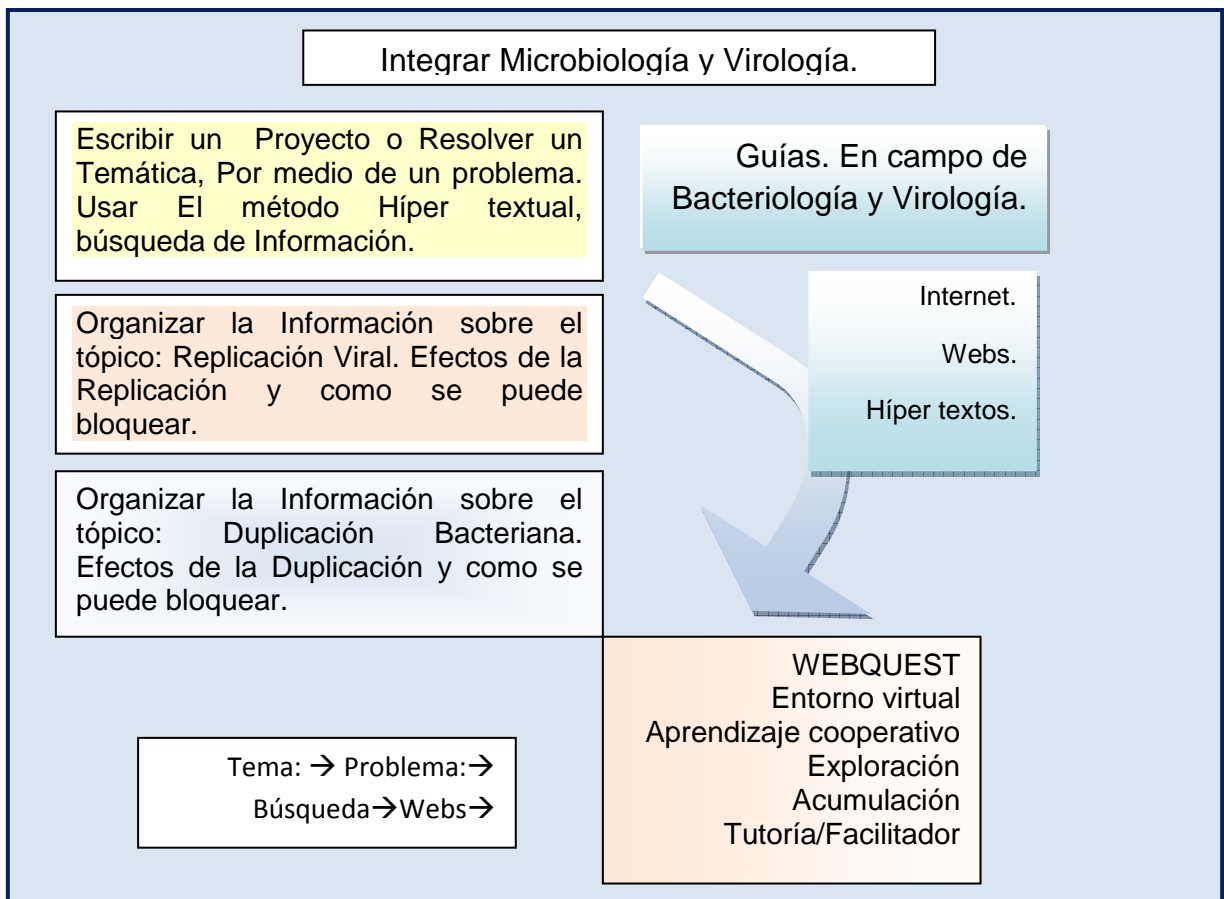 Integrar Microbiología y Virología.
Escribir un Proyecto o Resolver un
Temática, Por medio de un problema.
Usar El método Híper textual,
búsqueda de Información.
Guías. En campo de
Bacteriología y Virología.
Internet.
Webs.
Híper textos.
Organizar la Información sobre el
tópico: Replicación Viral. Efectos de la
Replicación y como se puede
bloquear.
Organizar la Información sobre el
tópico: Duplicación Bacteriana.
Efectos de la Duplicación y como se
puede bloquear.
WEBQUEST
Entorno virtual
Aprendizaje cooperativo
Exploración
Acumulación
Tutoría/Facilitador
Tema: → Problema:→
Búsqueda→Webs→